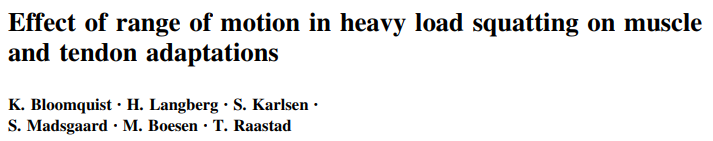 Effect of range of motion in heavy load squatting on muscle
and tendon adaptations
K. Bloomquist · H. Langberg · S. Karlsen ·
S. Madsgaard · M. Boesen · T. Raastad